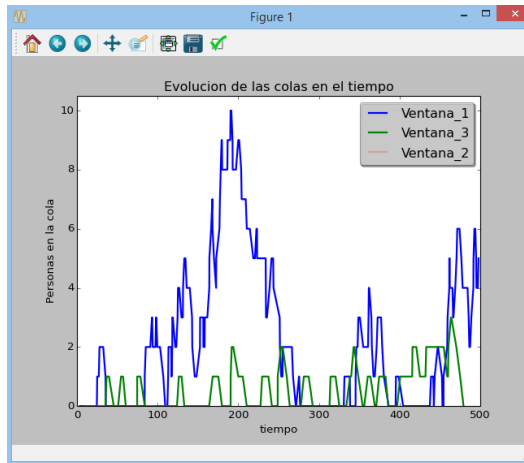 Figure 1
Evolucion de las colas en el tiempo
Personas en la cola
10
8
6
4
2
0
Ventana_1
Ventana_3
Ventana_2
0 100 200 300 400 500
tiempo